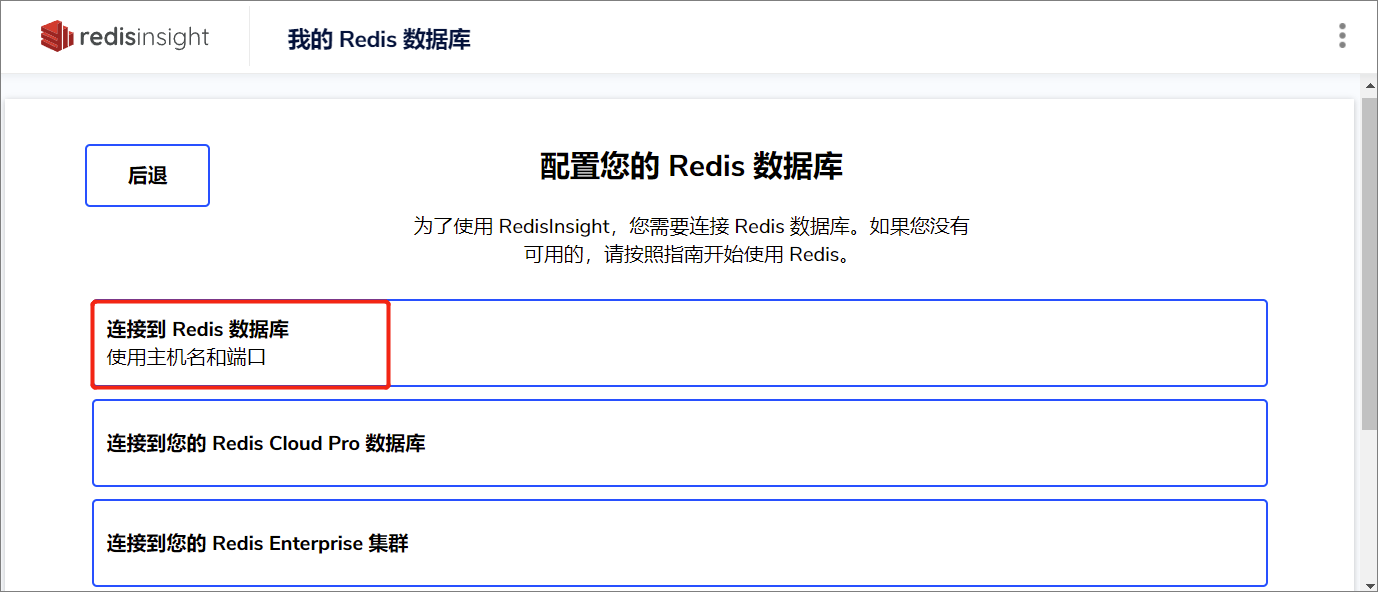 redisinsight
我的 Redis 数据库
后退
配置您的 Redis 数据库
为了使用 RedisInsight，您需要连接 Redis 数据库。如果您没有
可用的，请按照指南开始使用 Redis。
连接到 Redis 数据库
使用主机名和端口
连接到您的 Redis Cloud Pro 数据库
连接到您的 Redis Enterprise 集群